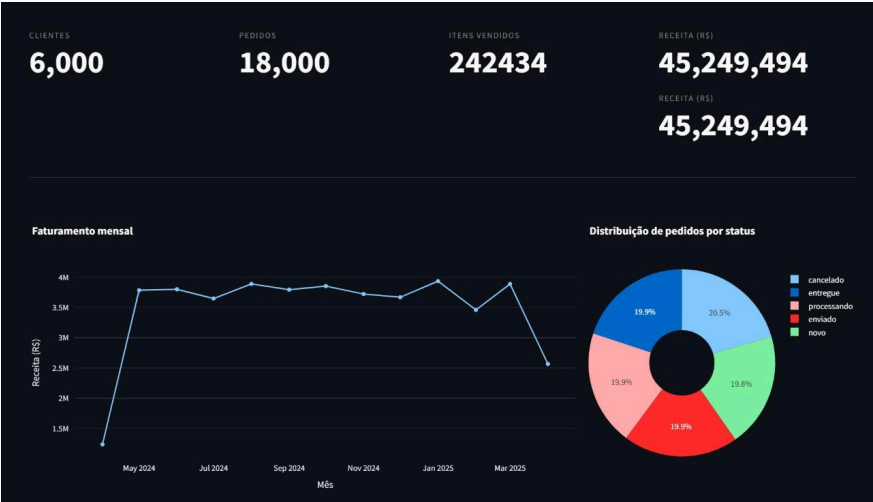 CLIENTES
6,000
PEDIDOS
18,000
ITENS VENDIDOS
242434
RECEITA (R$)
45,249,494
RECEITA (R$)
45,249,494
Faturamento mensal
4M
3.5M
3M
2.5M
2M
1.5M
Receita (R$)
May 2024
Jul 2024
Sep 2024
Nov 2024
Jan 2025
Mar 2025
Mês
Distribuição de pedidos por status
19.9%
20.5%
19.9%
19.8%
19.9%
cancelado
entregue
processando
enviado
novo